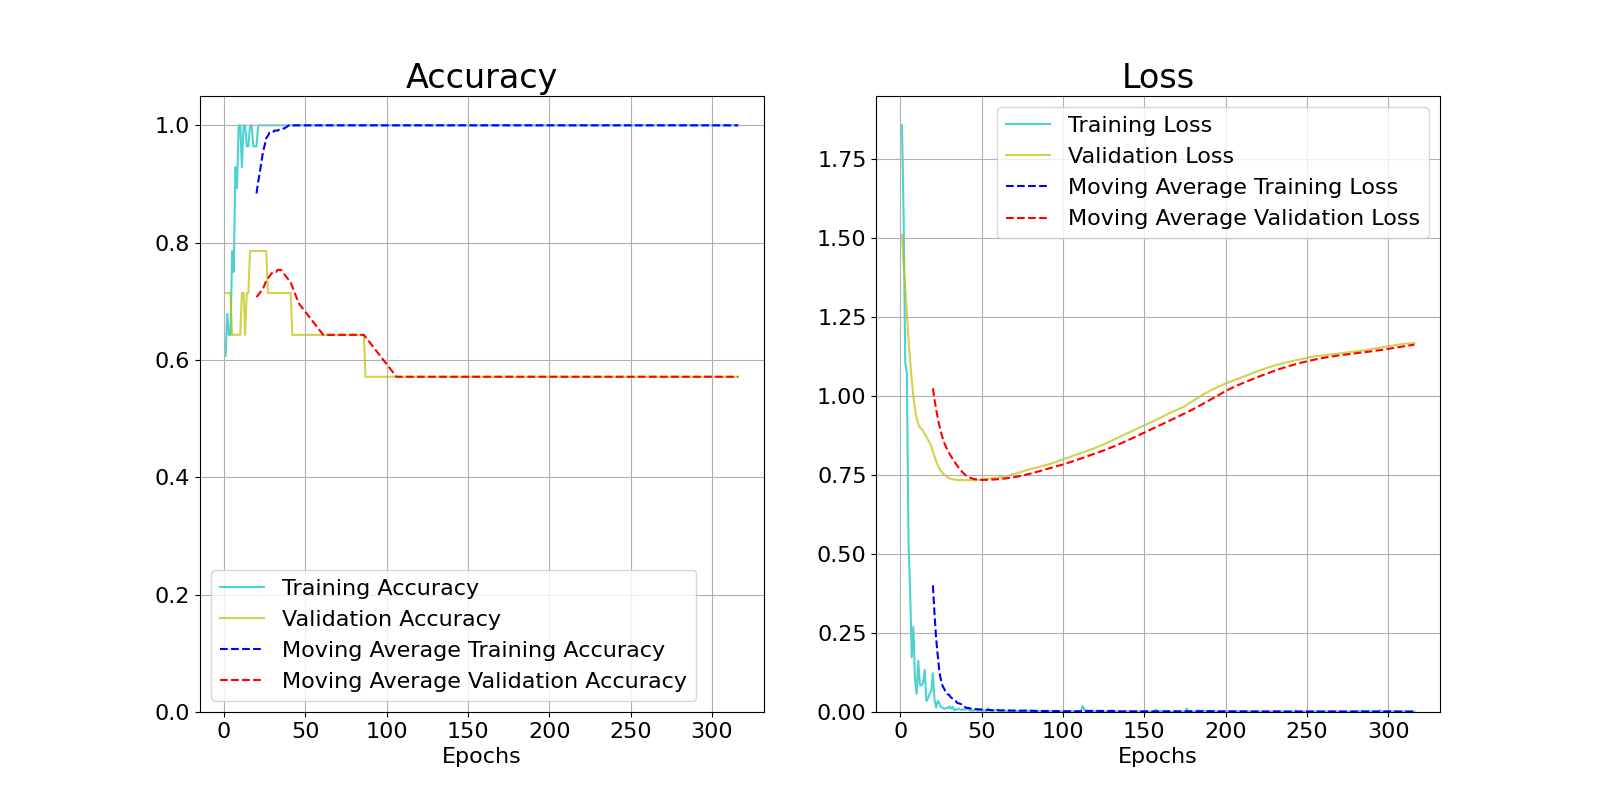 Accuracy
1.0
0.8
0.6
0.4
0.2
0.0
Training Accuracy
Validation Accuracy
Moving Average Training Accuracy
Moving Average Validation Accuracy
0 50 100 150 200 250 300
Epochs
Loss
1.75
1.50
1.25
1.00
0.75
0.50
0.25
0.00
Training Loss
Validation Loss
Moving Average Training Loss
Moving Average Validation Loss
0 50 100 150 200 250 300
Epochs